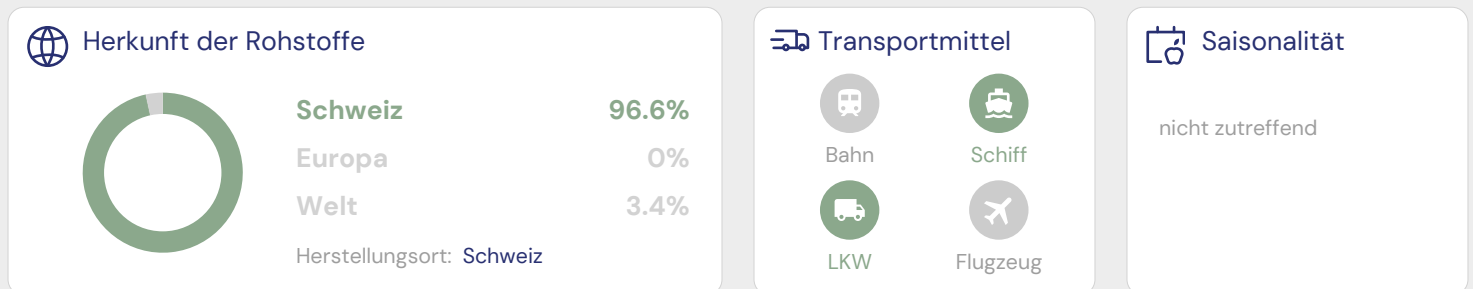 Herkunft der Rohstoffe
Schweiz 96.6%
Europa 0%
Welt 3.4%
Herstellungsort: Schweiz
Transportmittel
Bahn Schiff
LKW Flugzeug
Saisonalität
nicht zutreffend